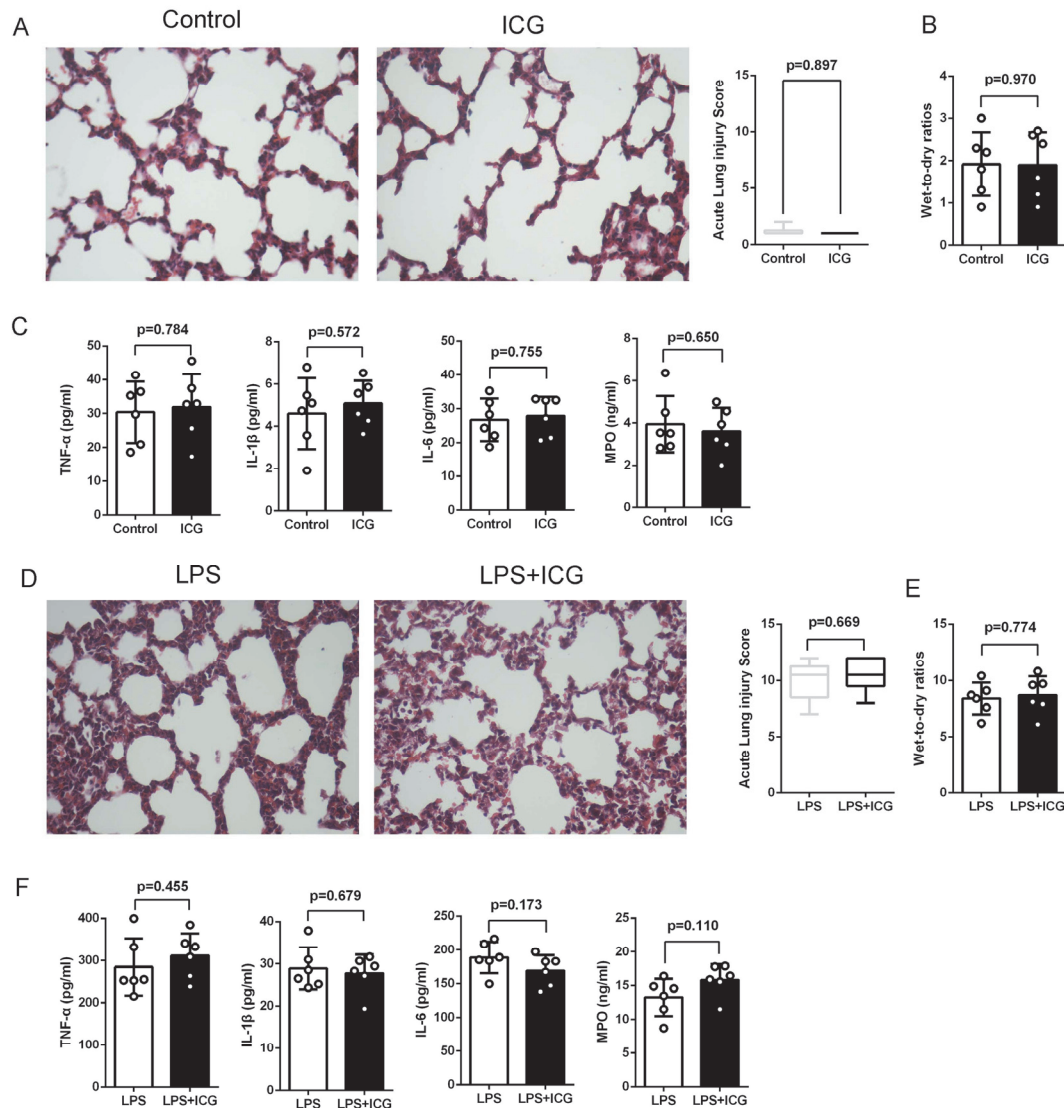 A
Control
ICG
Acute Lung injury Score
15
10
5
0
p=0.897
Control
ICG
B
Wet-to-dry ratios
4
3
2
1
0
p=0.970
Control
ICG
C
TNF-α (pg/ml)
50
40
30
20
10
0
p=0.784
Control
ICG
IL-1β (pg/ml)
8
6
4
2
0
p=0.572
Control
ICG
IL-6 (pg/ml)
50
40
30
20
10
0
p=0.755
Control
ICG
MPO (ng/ml)
8
6
4
2
0
p=0.650
Control
ICG
D
LPS
LPS+ICG
Acute Lung injury Score
15
10
5
0
p=0.669
LPS
LPS+ICG
E
Wet-to-dry ratios
15
10
5
0
p=0.774
LPS
LPS+ICG
F
TNF-α (pg/ml)
400
300
200
100
0
p=0.455
LPS
LPS+ICG
IL-1β (pg/ml)
40
30
20
10
0
p=0.679
LPS
LPS+ICG
IL-6 (pg/ml)
250
200
150
100
50
0
p=0.173
LPS
LPS+ICG
MPO (ng/ml)
25
20
15
10
5
0
p=0.110
LPS
LPS+ICG